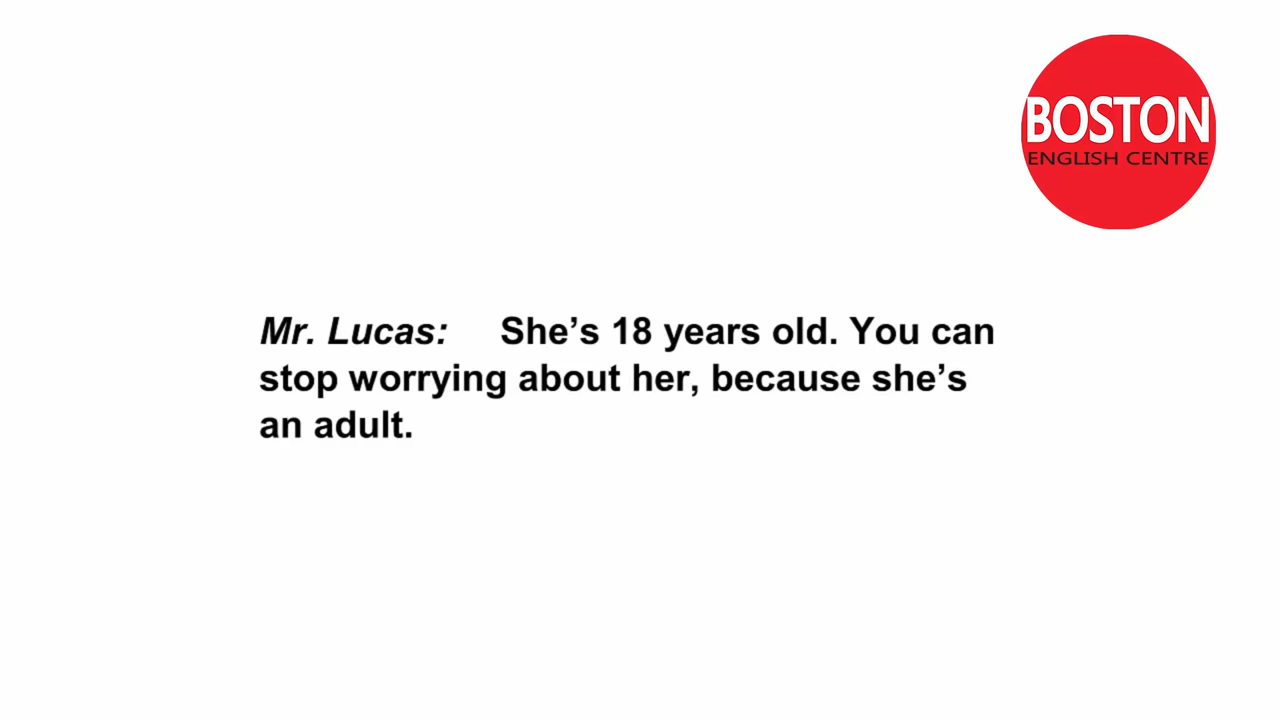 BOSTON
ENGLISH CENTRE
Mr. Lucas: She’s 18 years old. You can
stop worrying about her, because she’s
an adult.